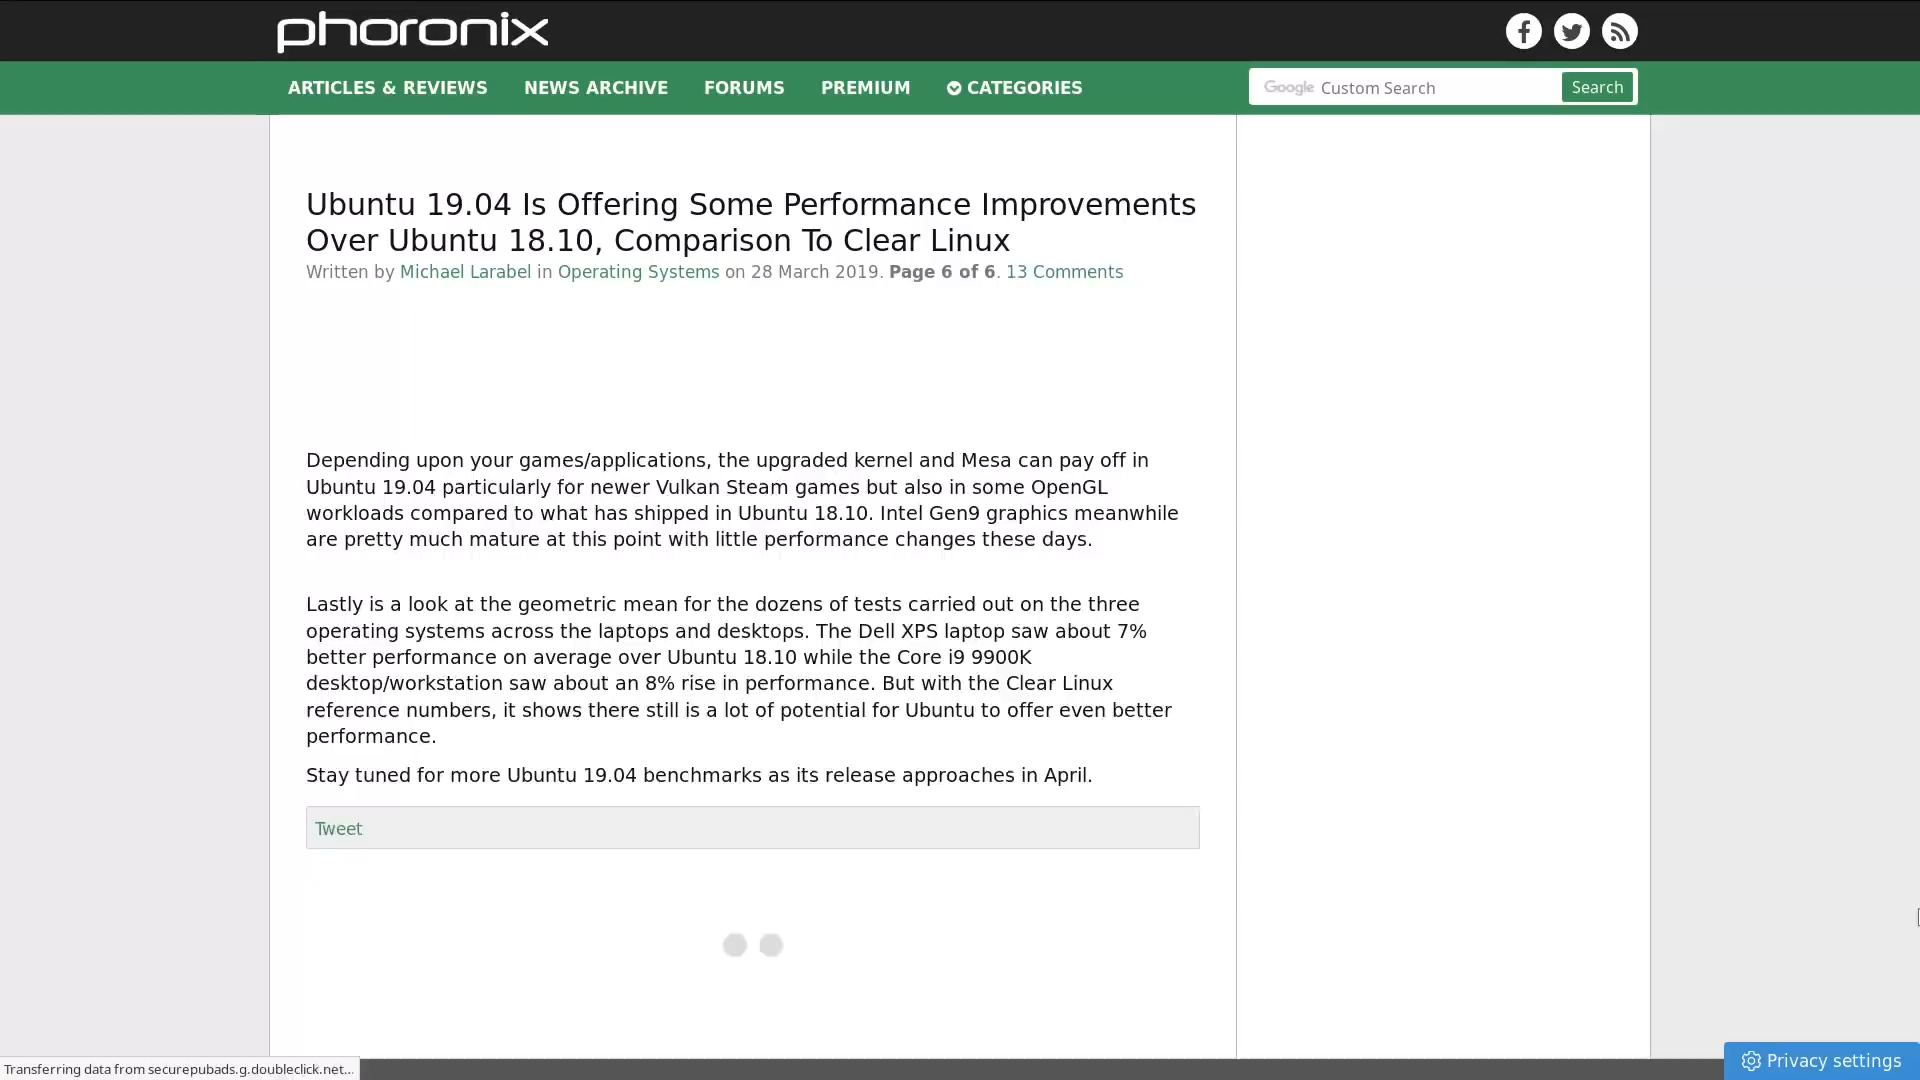 phoronix
ARTICLES & REVIEWS NEWS ARCHIVE FORUMS PREMIUM CATEGORIES Google Custom Search Search
Ubuntu 19.04 Is Offering Some Performance Improvements
Over Ubuntu 18.10, Comparison To Clear Linux
Written by Michael Larabel in Operating Systems on 28 March 2019. Page 6 of 6. 13 Comments
Depending upon your games/applications, the upgraded kernel and Mesa can pay off in
Ubuntu 19.04 particularly for newer Vulkan Steam games but also in some OpenGL
workloads compared to what has shipped in Ubuntu 18.10. Intel Gen9 graphics meanwhile
are pretty much mature at this point with little performance changes these days.
Lastly is a look at the geometric mean for the dozens of tests carried out on the three
operating systems across the laptops and desktops. The Dell XPS laptop saw about 7%
better performance on average over Ubuntu 18.10 while the Core i9 9900K
desktop/workstation saw about an 8% rise in performance. But with the Clear Linux
reference numbers, it shows there still is a lot of potential for Ubuntu to offer even better
performance.
Stay tuned for more Ubuntu 19.04 benchmarks as its release approaches in April.
Tweet
Transferring data from securepubads.g.doubleclick.net...
Privacy settings